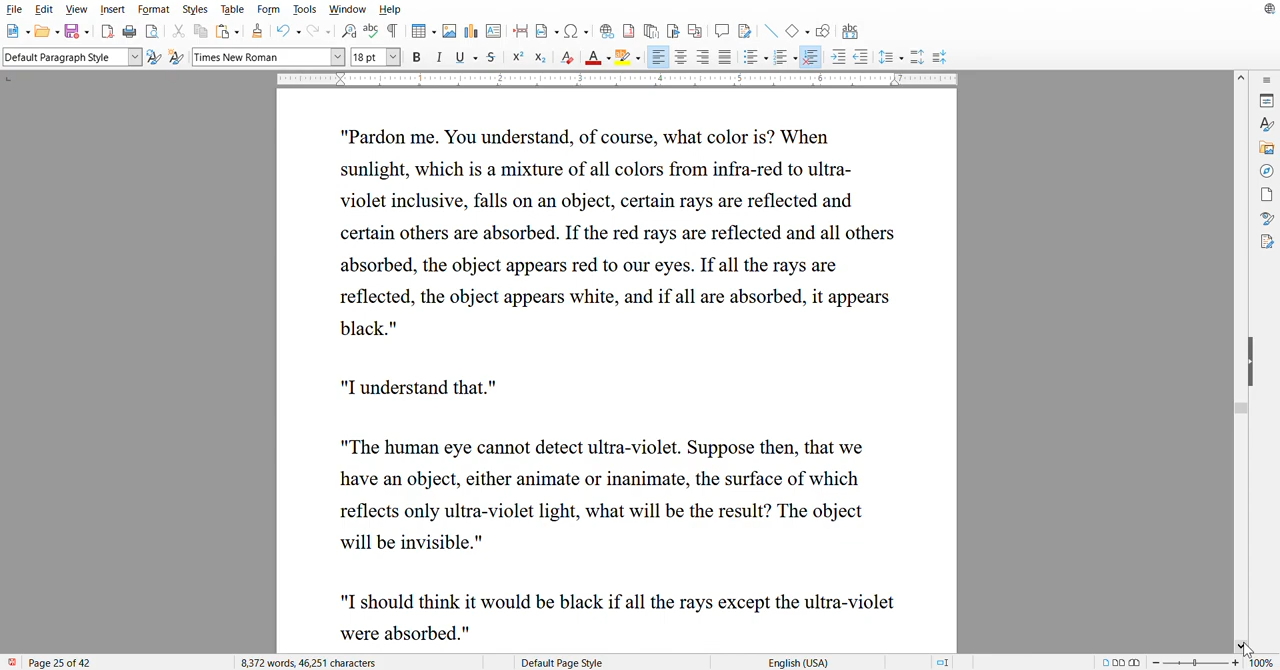 File Edit View Insert Format Styles Table Form Tools Window Help
Default Paragraph Style Times New Roman 18 pt
1 2 3 4 5 6 7
"Pardon me. You understand, of course, what color is? When
sunlight, which is a mixture of all colors from infra-red to ultra-
violet inclusive, falls on an object, certain rays are reflected and
certain others are absorbed. If the red rays are reflected and all others
absorbed, the object appears red to our eyes. If all the rays are
reflected, the object appears white, and if all are absorbed, it appears
black."
"I understand that."
"The human eye cannot detect ultra-violet. Suppose then, that we
have an object, either animate or inanimate, the surface of which
reflects only ultra-violet light, what will be the result? The object
will be invisible."
"I should think it would be black if all the rays except the ultra-violet
were absorbed."
Page 25 of 42 8,372 words, 46,251 characters Default Page Style English (USA) 100%